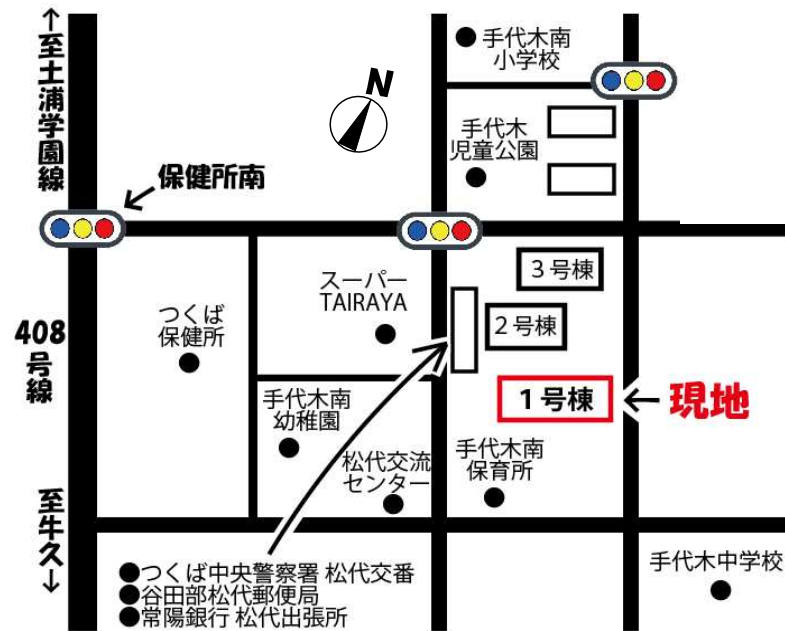 ↑至土浦学園線
手代木南
小学校
N
手代木
児童公園
保健所南
3号棟
スーパー
TAIRAYA
つくば
保健所
2号棟
408
号線
1号棟
←現地
手代木南
幼稚園
松代交流
センター
手代木南
保育所
至牛久↓
●つくば中央警察署 松代交番
●谷田部松代郵便局
●常陽銀行 松代出張所
手代木中学校